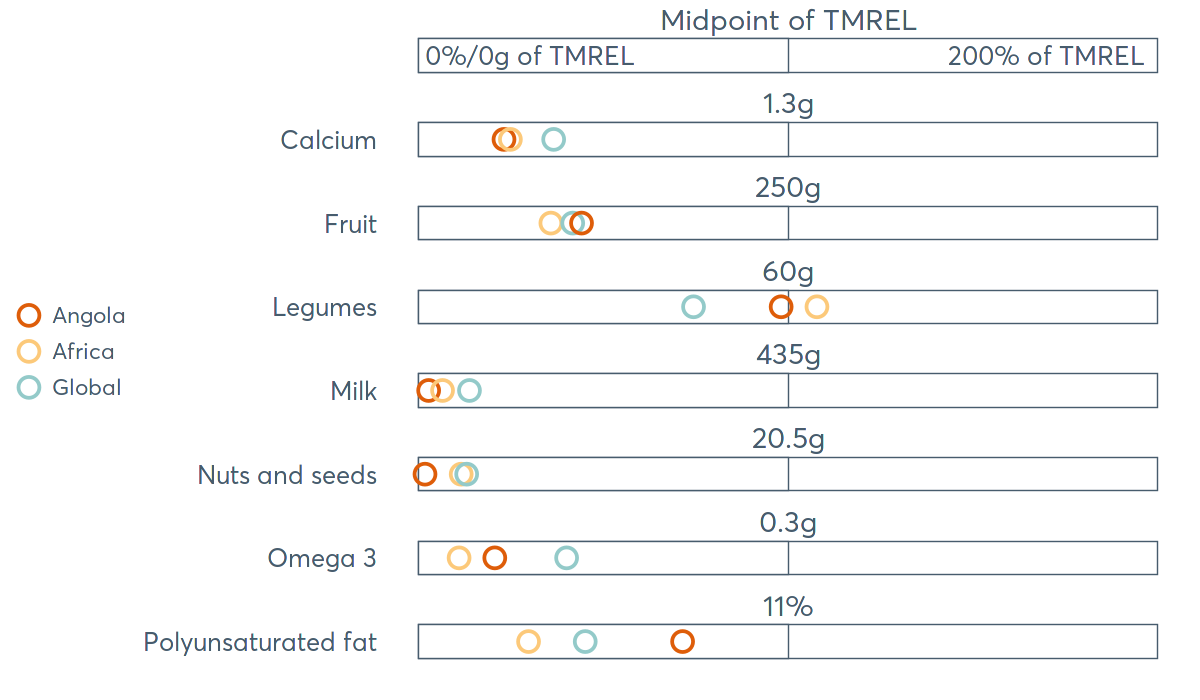 Midpoint of TMREL
0%/0g of TMREL
200% of TMREL
1.3g
Calcium
250g
Fruit
60g
Legumes
435g
Milk
20.5g
Nuts and seeds
0.3g
Omega 3
11%
Polyunsaturated fat
Angola
Africa
Global